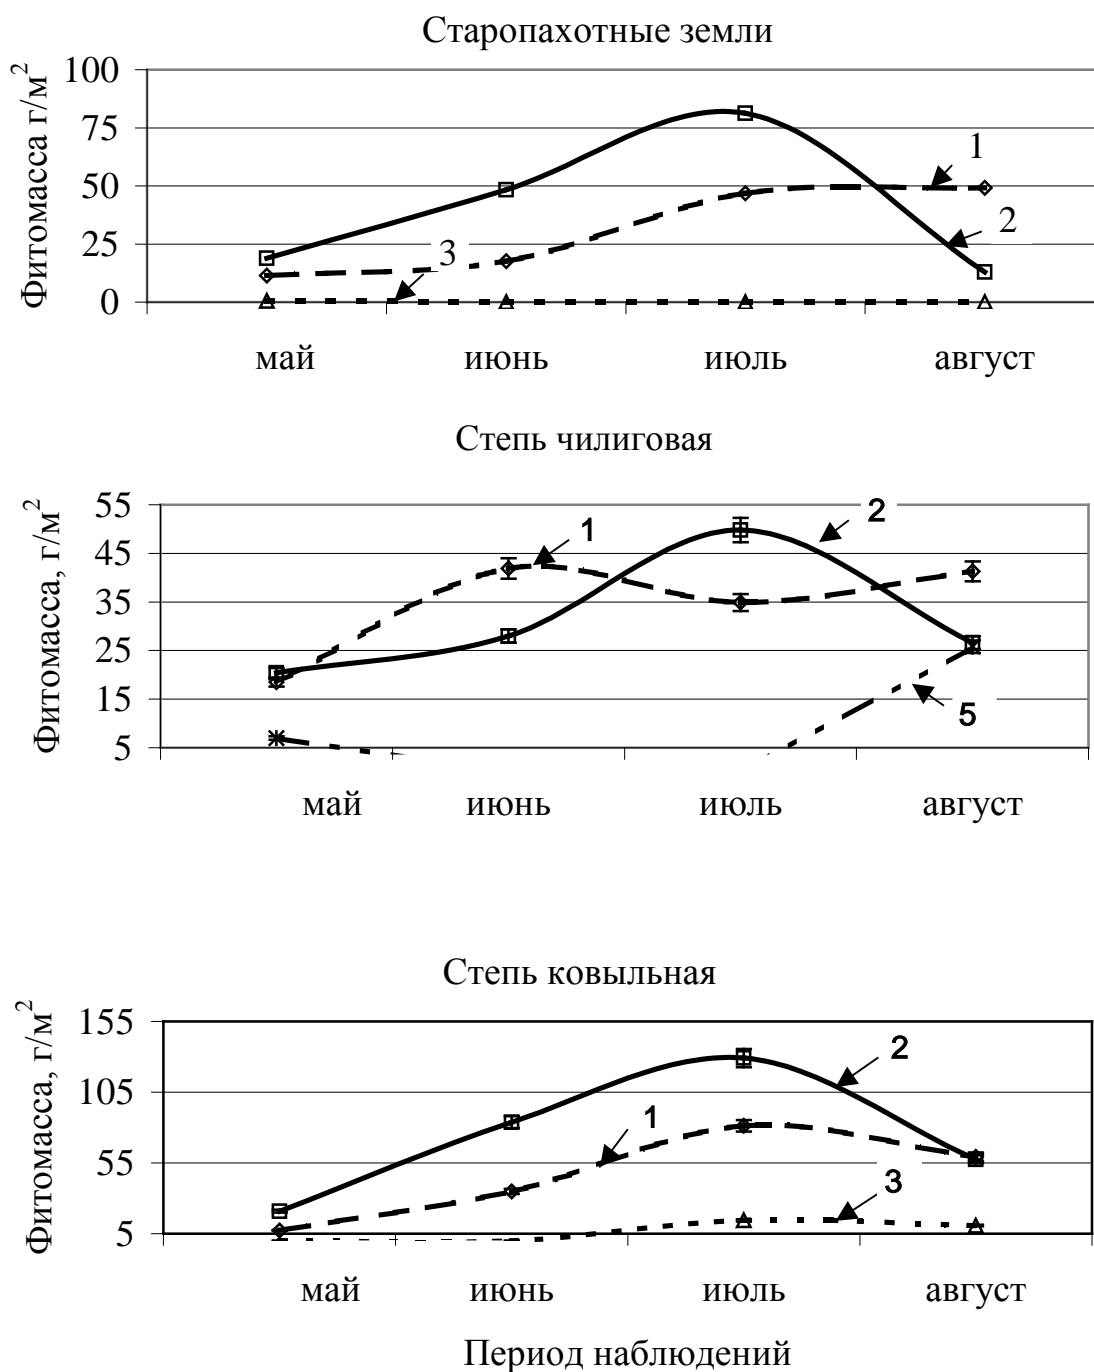 Старопахотные земли
Фитомасса г/м²
100
75
50
25
0
1
2
3
май июнь июль август
Степь чилиговая
Фитомасса, г/м²
55
45
35
25
15
5
1
2
5
май июнь июль август
Степь ковыльная
Фитомасса, г/м²
155
105
55
5
2
1
3
май июнь июль август
Период наблюдений